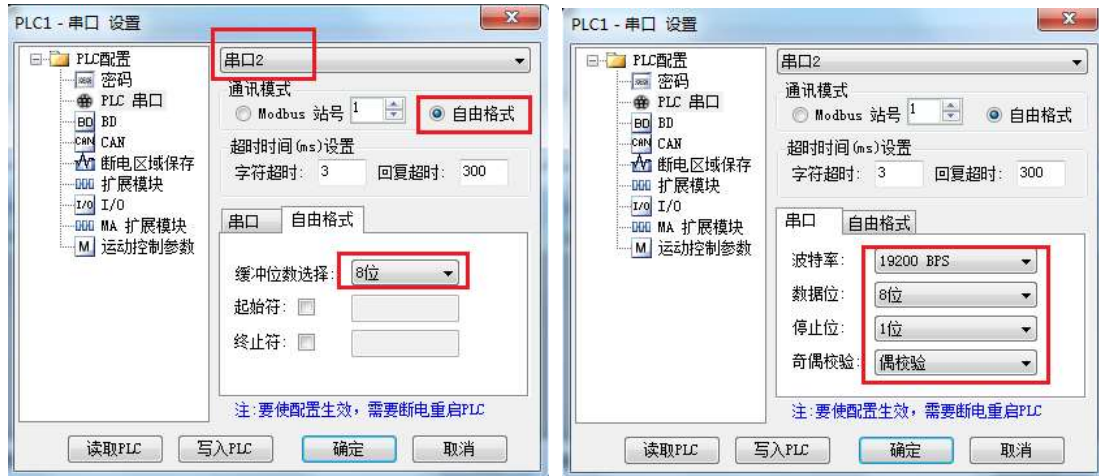 PLC1 - 串口 设置
PLC配置
密码
PLC 串口
BD BD
CAN CAN
断电区域保存
扩展模块
I/O I/O
MA 扩展模块
M 运动控制参数
串口2
通讯模式
Modbus 站号 1 自由格式
超时时间(ms)设置
字符超时: 3 回复超时: 300
串口 自由格式
缓冲位数选择: 8位
起始符:
终止符:
注:要使配置生效，需要断电重启PLC
读取PLC 写入PLC 确定 取消
PLC1 - 串口 设置
PLC配置
密码
PLC 串口
BD BD
CAN CAN
断电区域保存
扩展模块
I/O I/O
MA 扩展模块
M 运动控制参数
串口2
通讯模式
Modbus 站号 1 自由格式
超时时间(ms)设置
字符超时: 3 回复超时: 300
串口 自由格式
波特率: 19200 BPS
数据位: 8位
停止位: 1位
奇偶校验: 偶校验
注:要使配置生效，需要断电重启PLC
读取PLC 写入PLC 确定 取消